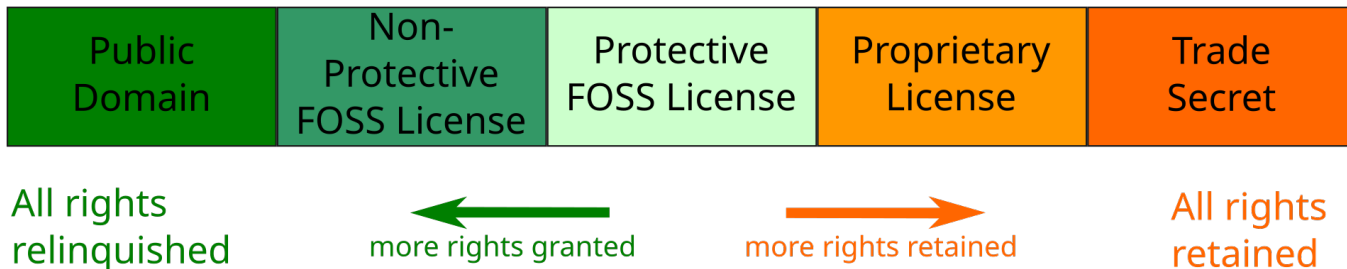 Public
Domain
Non-
Protective
FOSS License
Protective
FOSS License
Proprietary
License
Trade
Secret
All rights
relinquished
more rights granted
more rights retained
All rights
retained